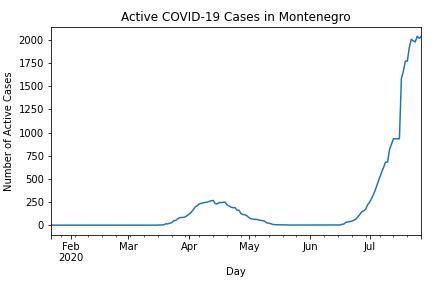 Active COVID-19 Cases in Montenegro
Number of Active Cases
2000
1750
1500
1250
1000
750
500
250
0
Feb
2020
Mar
Apr
May
Jun
Jul
Day